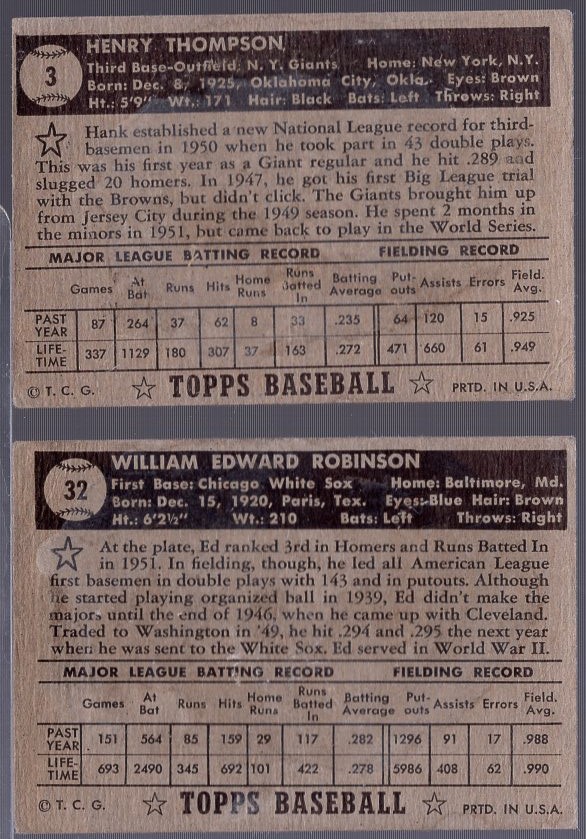 3
HENRY THOMPSON
Third Base-Outfield: N. Y. Giants Home: New York, N.Y.
Born: Dec. 8, 1925, Oklahoma City, Okla. Eyes: Brown
Ht.: 5'9" Wt.: 171 Hair: Black Bats: Left Throws: Right
Hank established a new National League record for third-
basemen in 1950 when he took part in 43 double plays.
This was his first year as a Giant regular and he hit .289 and
slugged 20 homers. In 1947, he got his first Big League trial
with the Browns, but didn't click. The Giants brought him up
from Jersey City during the 1949 season. He spent 2 months in
the minors in 1951, but came back to play in the World Series.
MAJOR LEAGUE BATTING RECORD FIELDING RECORD
Games At Bat Runs Hits Home Runs Runs Batted In Batting Average Put-outs Assists Errors Field. Avg.
PAST YEAR 87 264 37 62 8 33 .235 64 120 15 .925
LIFE-TIME 337 1129 180 307 37 163 .272 471 660 61 .949
© T. C. G. TOPPS BASEBALL PRTD. IN U.S.A.
32
WILLIAM EDWARD ROBINSON
First Base: Chicago White Sox Home: Baltimore, Md.
Born: Dec. 15, 1920, Paris, Tex. Eyes: Blue Hair: Brown
Ht.: 6'2½" Wt.: 210 Bats: Left Throws: Right
At the plate, Ed ranked 3rd in Homers and Runs Batted In
in 1951. In fielding, though, he led all American League
first basemen in double plays with 143 and in putouts. Although
he started playing organized ball in 1939, Ed didn't make the
majors until the end of 1946, when he came up with Cleveland.
Traded to Washington in '49, he hit .294 and .295 the next year
when he was sent to the White Sox. Ed served in World War II.
MAJOR LEAGUE BATTING RECORD FIELDING RECORD
Games At Bat Runs Hits Home Runs Runs Batted In Batting Average Put-outs Assists Errors Field. Avg.
PAST YEAR 151 564 85 159 29 117 .282 1296 91 17 .988
LIFE-TIME 693 2490 345 692 101 422 .278 5986 408 62 .990
© T. C. G. TOPPS BASEBALL PRTD. IN U.S.A.